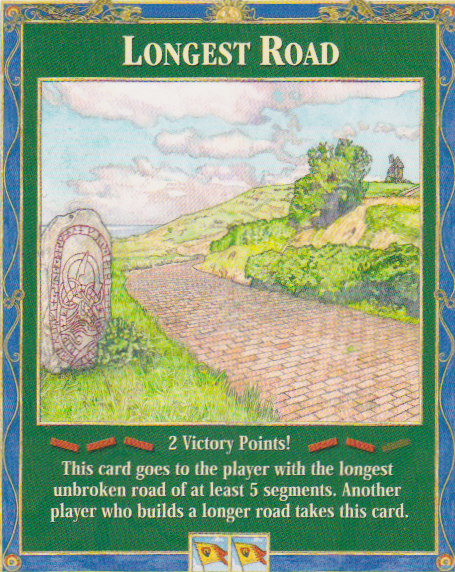 LONGEST ROAD
2 Victory Points!
This card goes to the player with the longest
unbroken road of at least 5 segments. Another
player who builds a longer road takes this card.